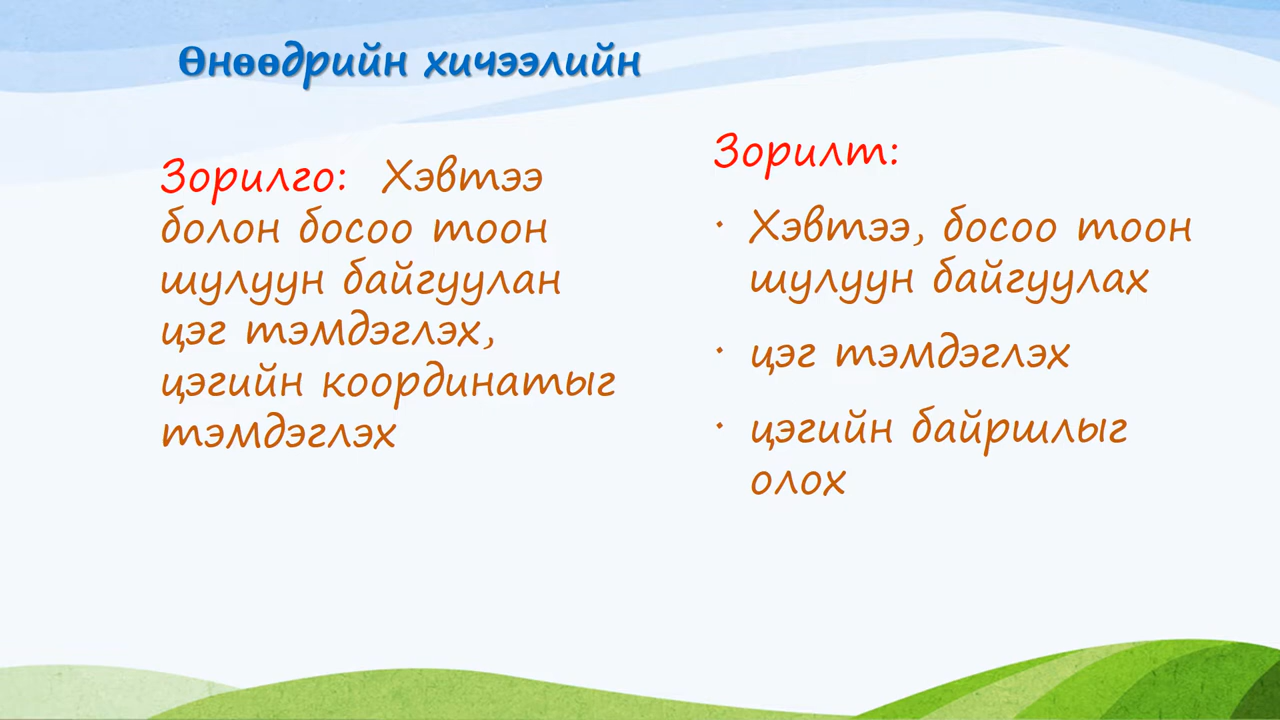 Өнөөдрийн хичээлийн
Зорилго: Хэвтээ
болон босоо тоон
шулуун байгуулан
цэг тэмдэглэх,
цэгийн координатыг
тэмдэглэх
Зорилт:
· Хэвтээ, босоо тоон
шулуун байгуулах
· цэг тэмдэглэх
· цэгийн байршлыг
олох